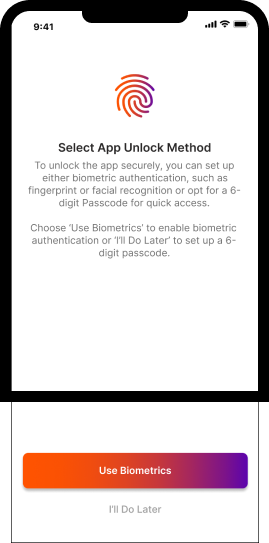 9:41
Select App Unlock Method
To unlock the app securely, you can set up
either biometric authentication, such as
fingerprint or facial recognition or opt for a 6-
digit Passcode for quick access.
Choose ‘Use Biometrics’ to enable biometric
authentication or ‘I’ll Do Later’ to set up a 6-
digit passcode.
Use Biometrics
I’ll Do Later